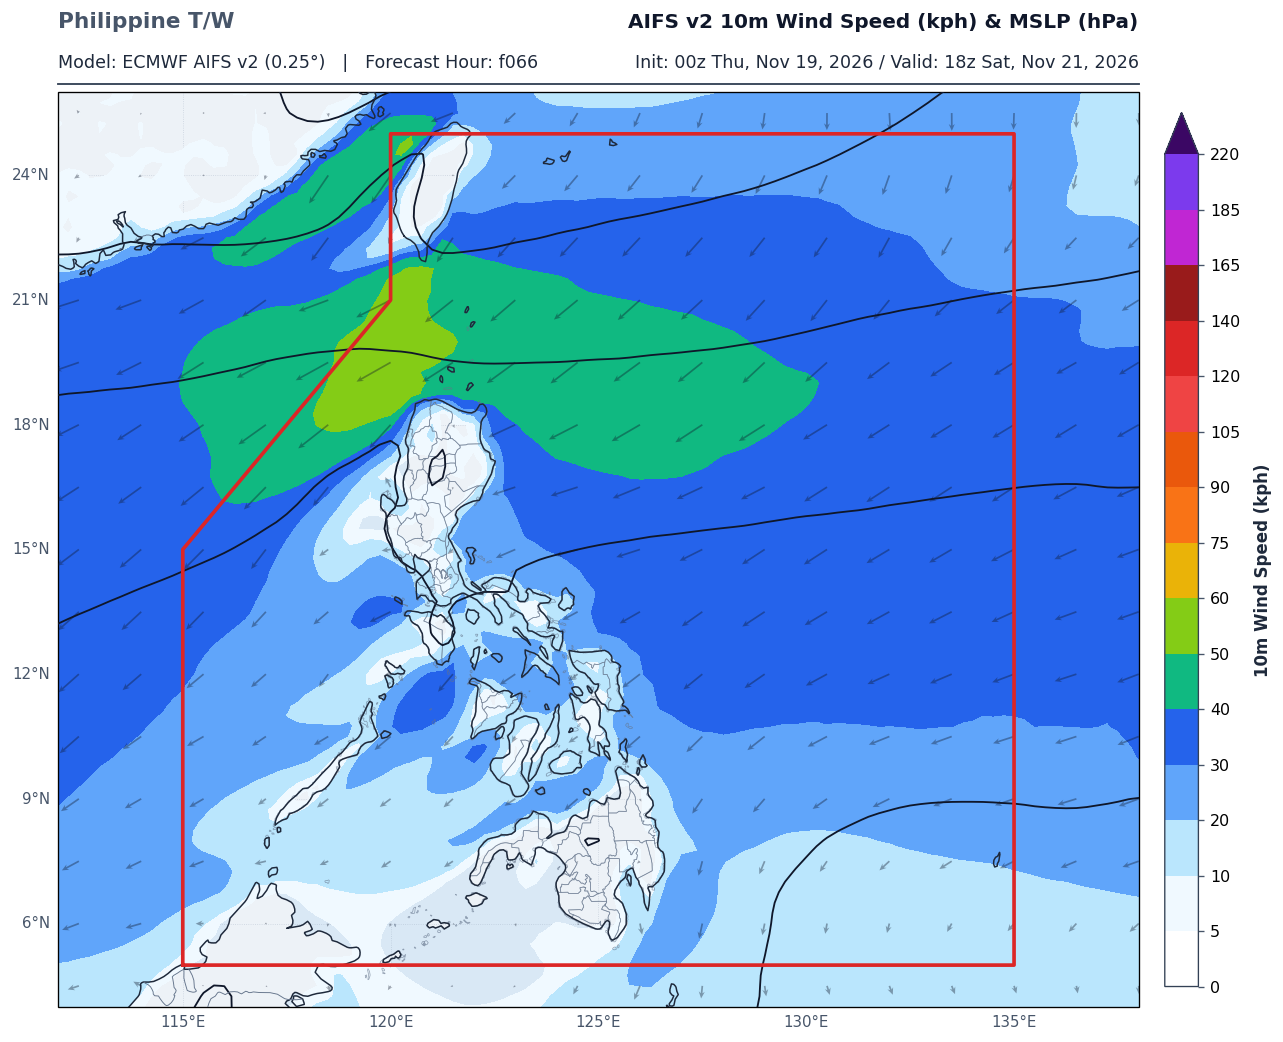 Philippine T/W
AIFS v2 10m Wind Speed (kph) & MSLP (hPa)
Model: ECMWF AIFS v2 (0.25°)   |   Forecast Hour: f066
Init: 00z Thu, Nov 19, 2026 / Valid: 18z Sat, Nov 21, 2026
24°N
21°N
18°N
15°N
12°N
9°N
6°N
115°E
120°E
125°E
130°E
135°E
220
185
165
140
120
105
90
75
60
50
40
30
20
10
5
0
10m Wind Speed (kph)